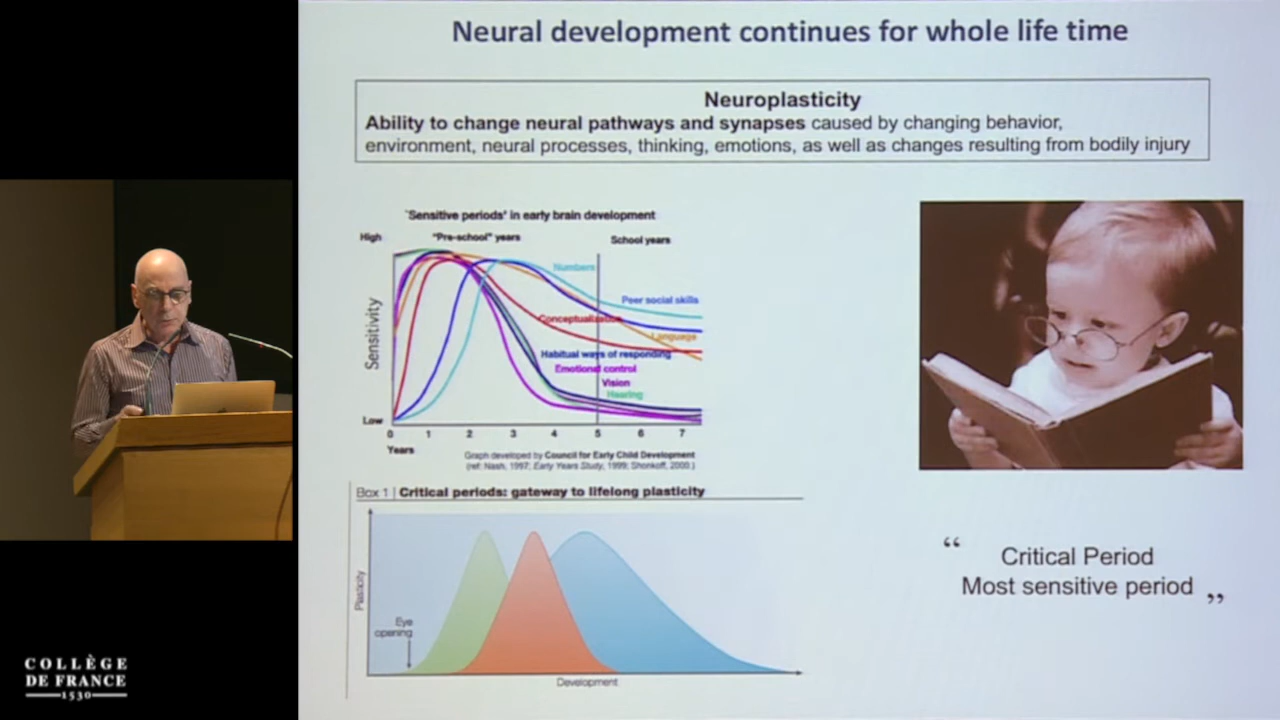 Neural development continues for whole life time
Neuroplasticity
Ability to change neural pathways and synapses caused by changing behavior,
environment, neural processes, thinking, emotions, as well as changes resulting from bodily injury
'Sensitive periods' in early brain development
High
"Pre-school" years
School years
Numbers
Peer social skills
Conceptualization
Language
Habitual ways of responding
Emotional control
Vision
Hearing
Sensitivity
Low
0 1 2 3 4 5 6 7
Years
Graph developed by Council for Early Child Development
(ref: Nash, 1997; Early Years Study, 1999; Shonkoff, 2000.)
Box 1 | Critical periods: gateway to lifelong plasticity
Plasticity
Eye
opening
Development
“ Critical Period
Most sensitive period ”
COLLÈGE
DE FRANCE
1530